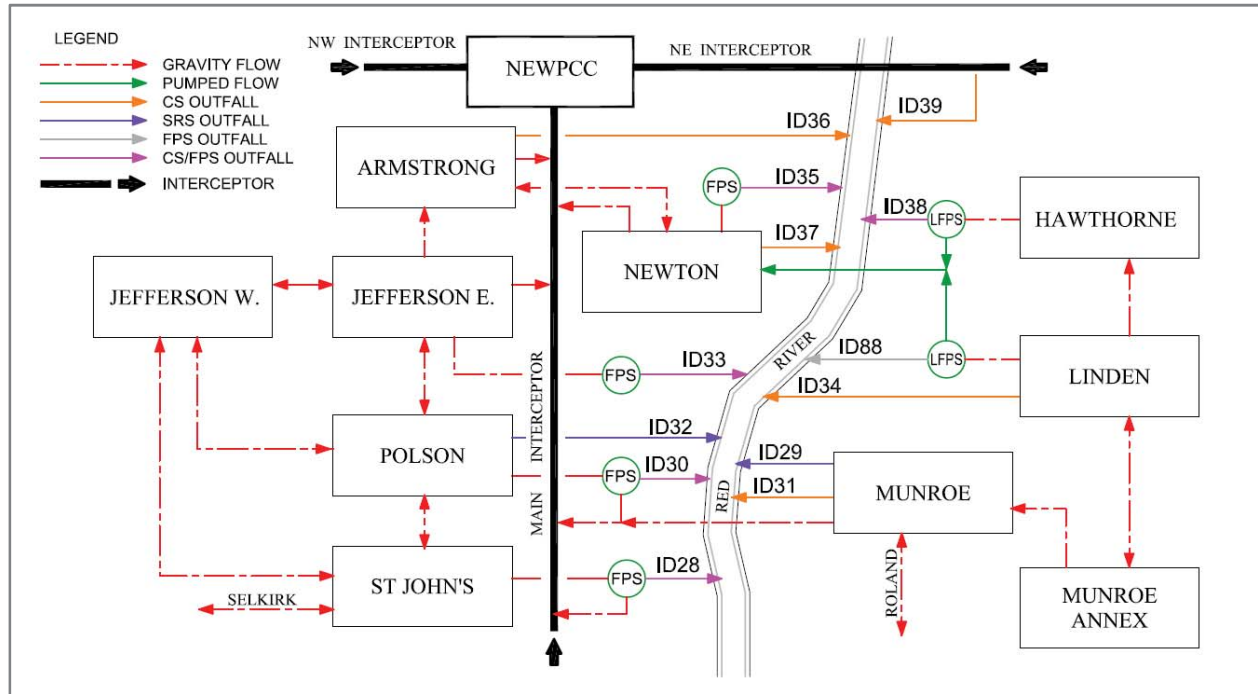 LEGEND
GRAVITY FLOW
PUMPED FLOW
CS OUTFALL
SRS OUTFALL
FPS OUTFALL
CS/FPS OUTFALL
INTERCEPTOR
NW INTERCEPTOR
NEWPCC
NE INTERCEPTOR
ID39
ID36
ARMSTRONG
FPS
ID35
ID38
LFPS
HAWTHORNE
ID37
NEWTON
JEFFERSON W.
JEFFERSON E.
RIVER
ID33
FPS
ID88
LFPS
LINDEN
ID34
MAIN INTERCEPTOR
ID32
POLSON
FPS
ID30
RED
ID29
ID31
MUNROE
ST JOHN'S
FPS
ID28
SELKIRK
ROLAND
MUNROE
ANNEX